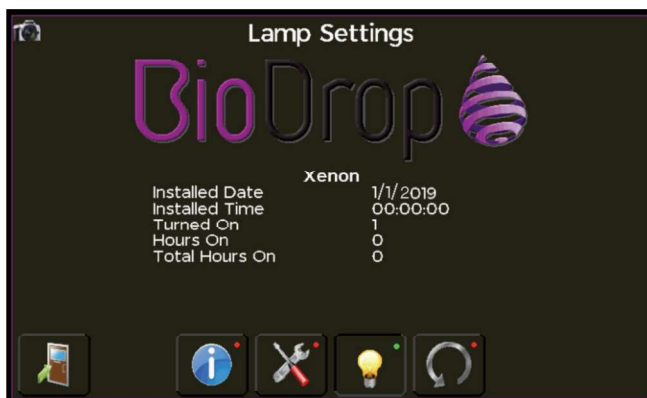 Lamp Settings
BioDrop
Xenon
Installed Date 1/1/2019
Installed Time 00:00:00
Turned On 1
Hours On 0
Total Hours On 0